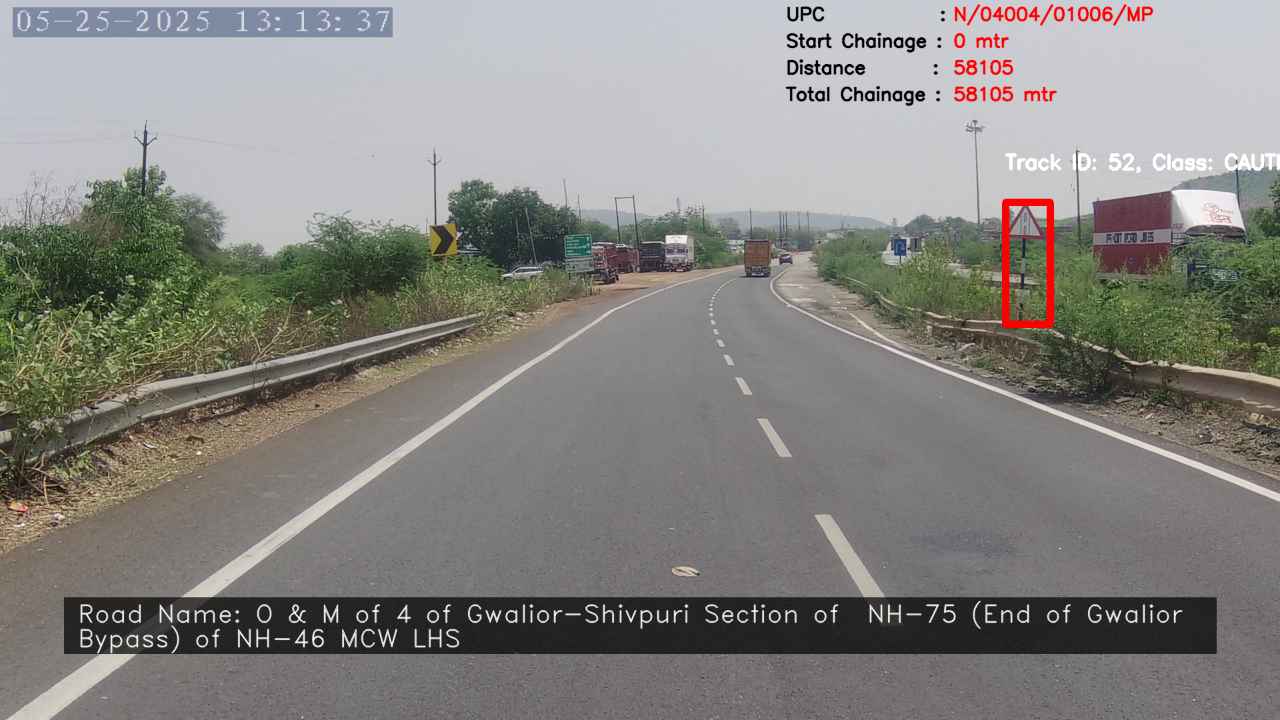 05-25-2025 13:13:37
UPC : N/04004/01006/MP
Start Chainage : 0 mtr
Distance : 58105
Total Chainage : 58105 mtr
Track ID: 52, Class: CAUTI
Road Name: O & M of 4 of Gwalior-Shivpuri Section of NH-75 (End of Gwalior
Bypass) of NH-46 MCW LHS